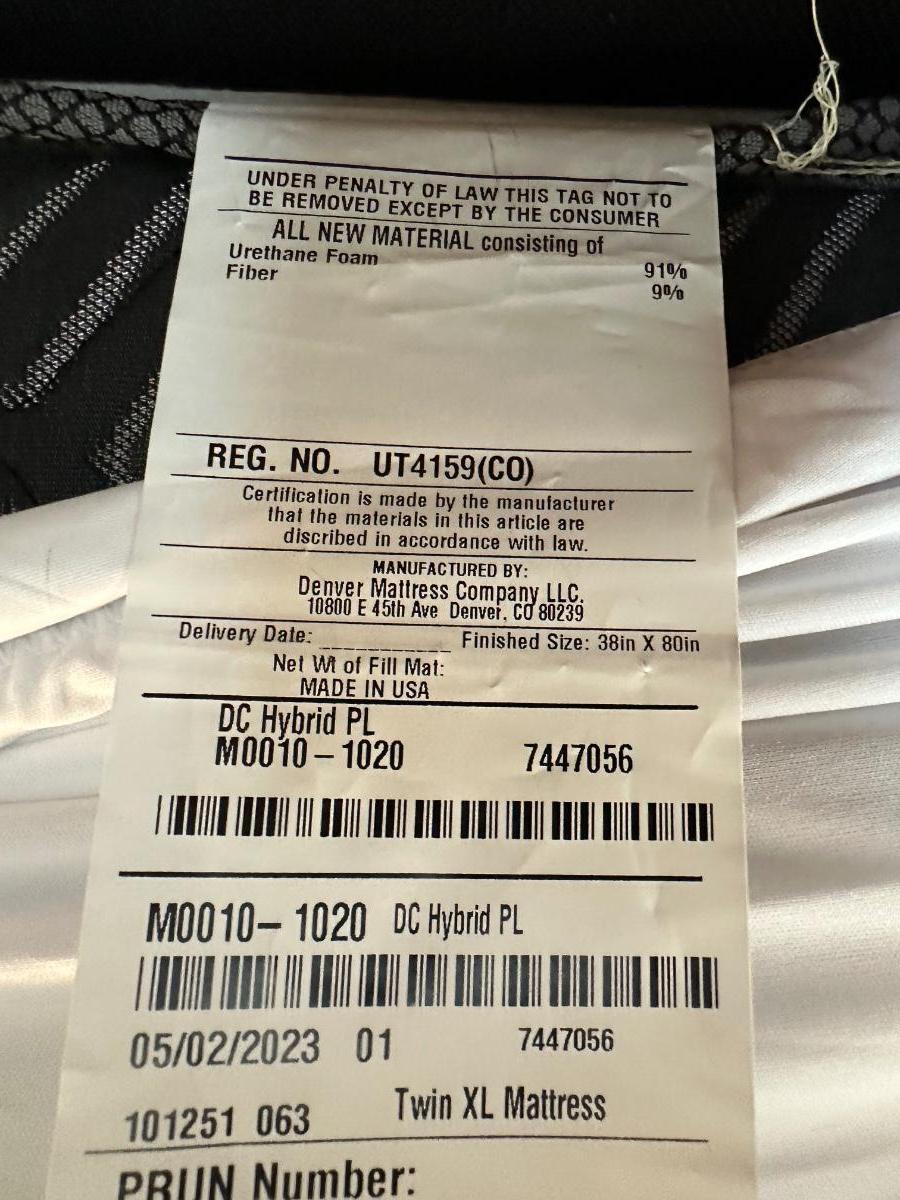 UNDER PENALTY OF LAW THIS TAG NOT TO
BE REMOVED EXCEPT BY THE CONSUMER
ALL NEW MATERIAL consisting of
Urethane Foam 91%
Fiber 9%
REG. NO. UT4159(CO)
Certification is made by the manufacturer
that the materials in this article are
discribed in accordance with law.
MANUFACTURED BY:
Denver Mattress Company LLC.
10800 E 45th Ave Denver, CO 80239
Delivery Date: ____________ Finished Size: 38in X 80in
Net Wt of Fill Mat:
MADE IN USA
DC Hybrid PL
M0010-1020 7447056
M0010-1020 DC Hybrid PL
05/02/2023 01 7447056
101251 063 Twin XL Mattress
PRUN Number: